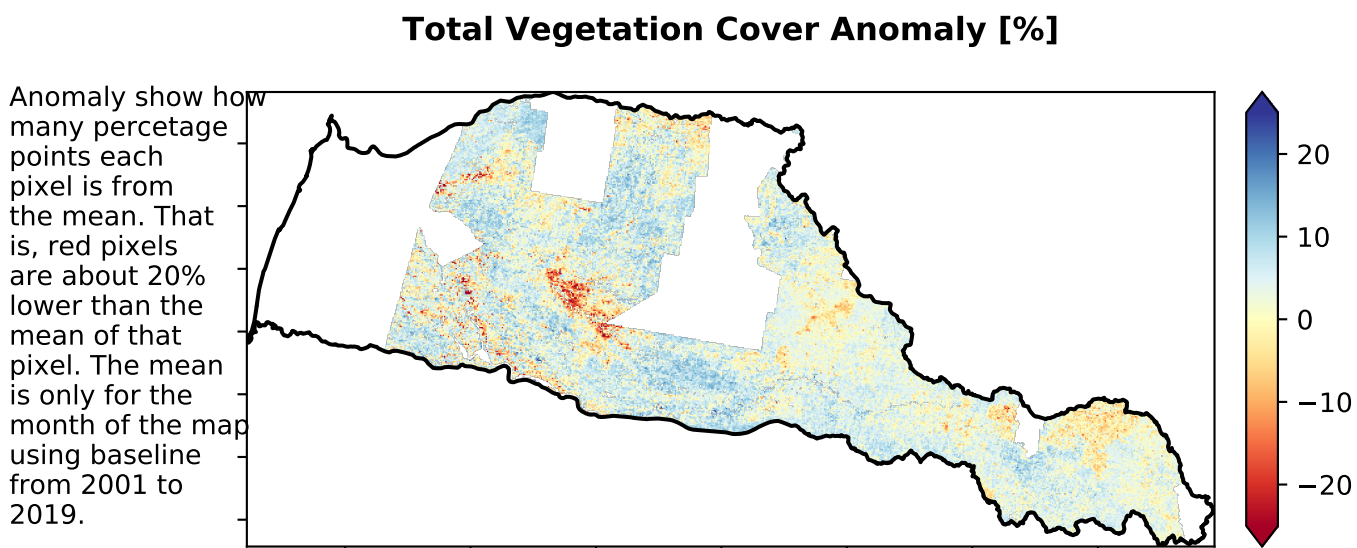 Total Vegetation Cover Anomaly [%]
Anomaly show how
many percetage
points each
pixel is from
the mean. That
is, red pixels
are about 20%
lower than the
mean of that
pixel. The mean
is only for the
month of the map
using baseline
from 2001 to
2019.
20
10
0
−10
−20